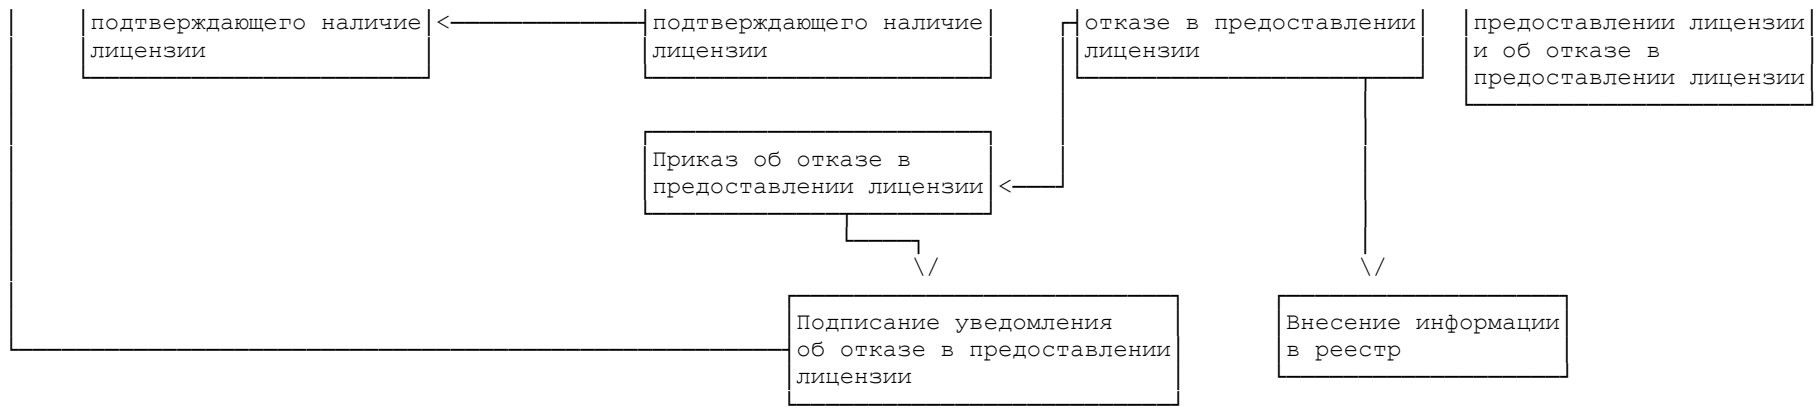 подтверждающего наличие
лицензии
подтверждающего наличие
лицензии
отказе в предоставлении
лицензии
предоставлении лицензии
и об отказе в
предоставлении лицензии
Приказ об отказе в
предоставлении лицензии
Подписание уведомления
об отказе в предоставлении
лицензии
Внесение информации
в реестр